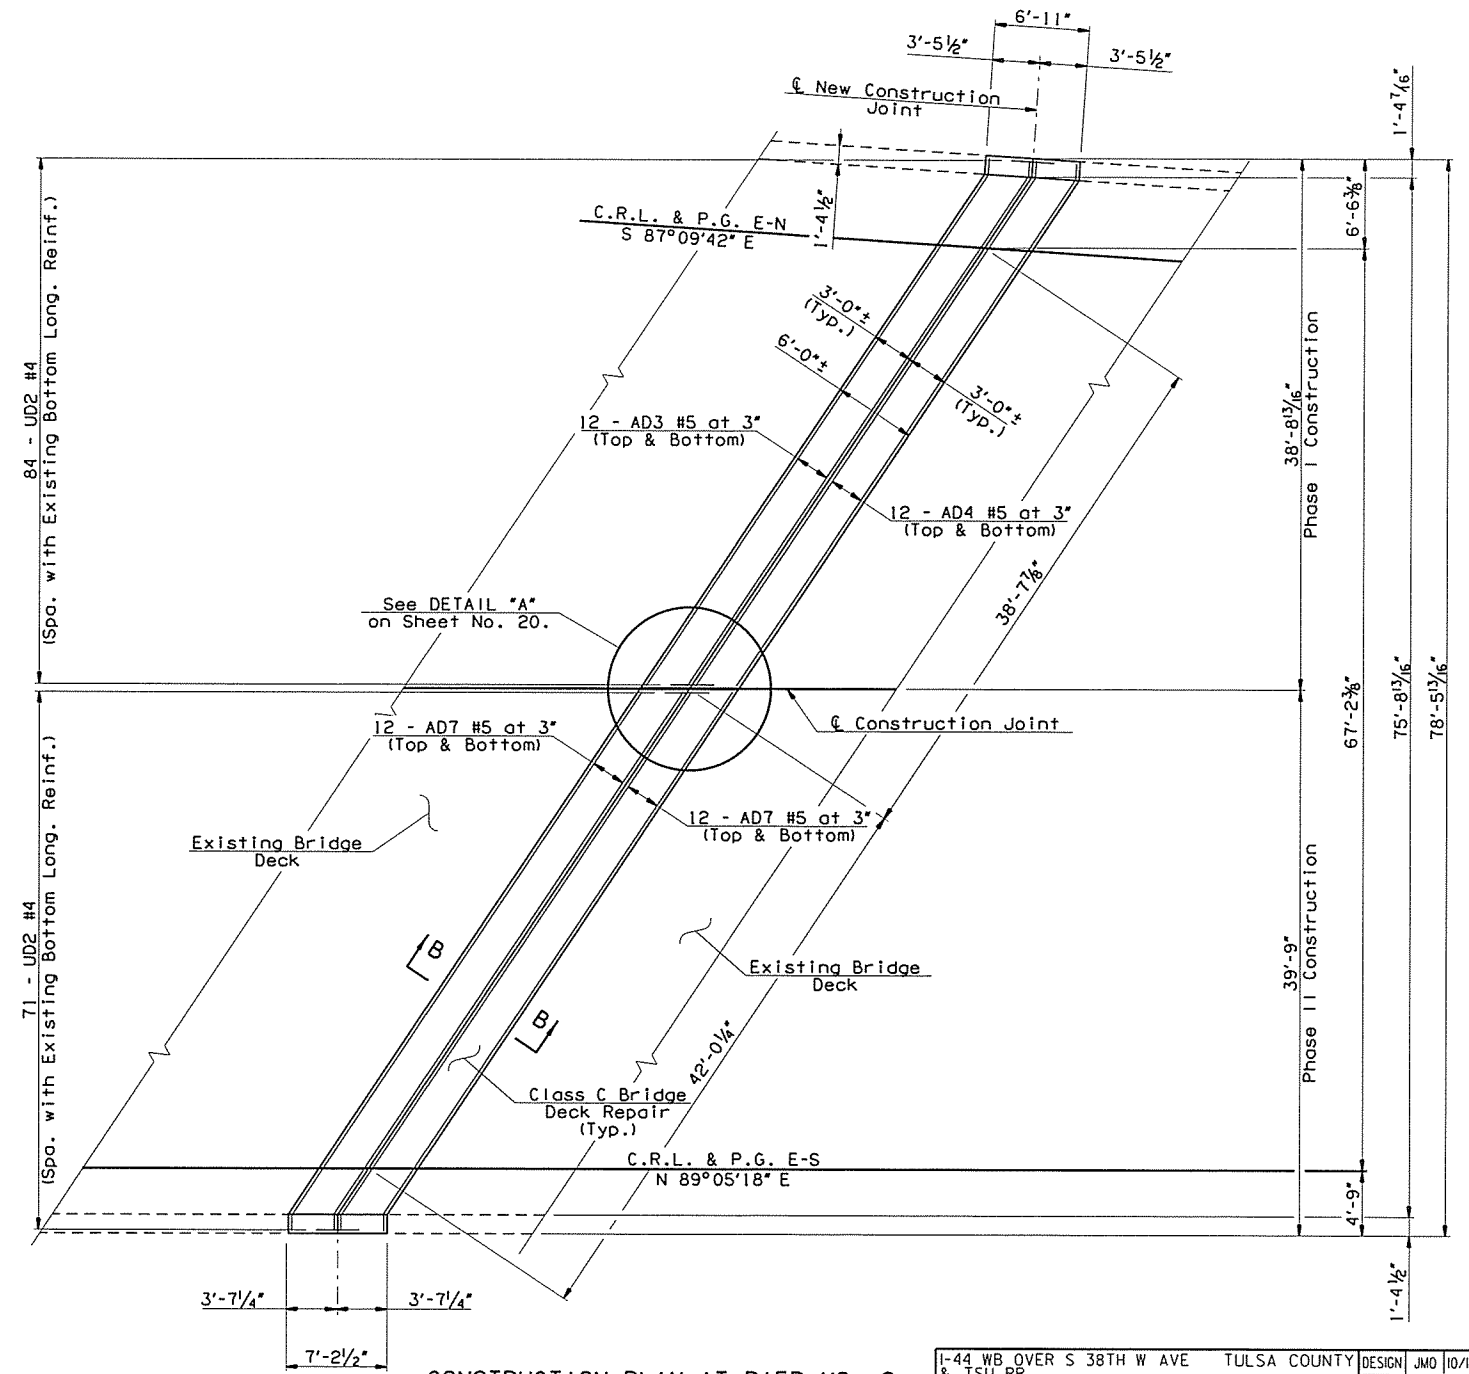 6'-11"
3'-5½"
3'-5½"
℄ New Construction
Joint
1'-4⁷⁄₁₆"
1'-4½"
6'-6⅜"
C.R.L. & P.G. E-N
S 87°09'42" E
84 - UD2 #4
(Spa. with Existing Bottom Long. Reinf.)
3'-0"±
(Typ.)
6'-0"±
3'-0"±
(Typ.)
12 - AD3 #5 at 3"
(Top & Bottom)
12 - AD4 #5 at 3"
(Top & Bottom)
38'-8¹³⁄₁₆"
Phase I Construction
38'-7⅞"
See DETAIL "A"
on Sheet No. 20.
℄ Construction Joint
67'-2⅜"
75'-8¹³⁄₁₆"
78'-5¹³⁄₁₆"
12 - AD7 #5 at 3"
(Top & Bottom)
12 - AD7 #5 at 3"
(Top & Bottom)
71 - UD2 #4
(Spa. with Existing Bottom Long. Reinf.)
Existing Bridge
Deck
B
Existing Bridge
Deck
B
39'-9"
Phase II Construction
42'-0¼"
Class C Bridge
Deck Repair
(Typ.)
C.R.L. & P.G. E-S
N 89°05'18" E
4'-9"
1'-4½"
3'-7¼"
3'-7¼"
7'-2½"
I-44 WB OVER S 38TH W AVE TULSA COUNTY DESIGN JMO